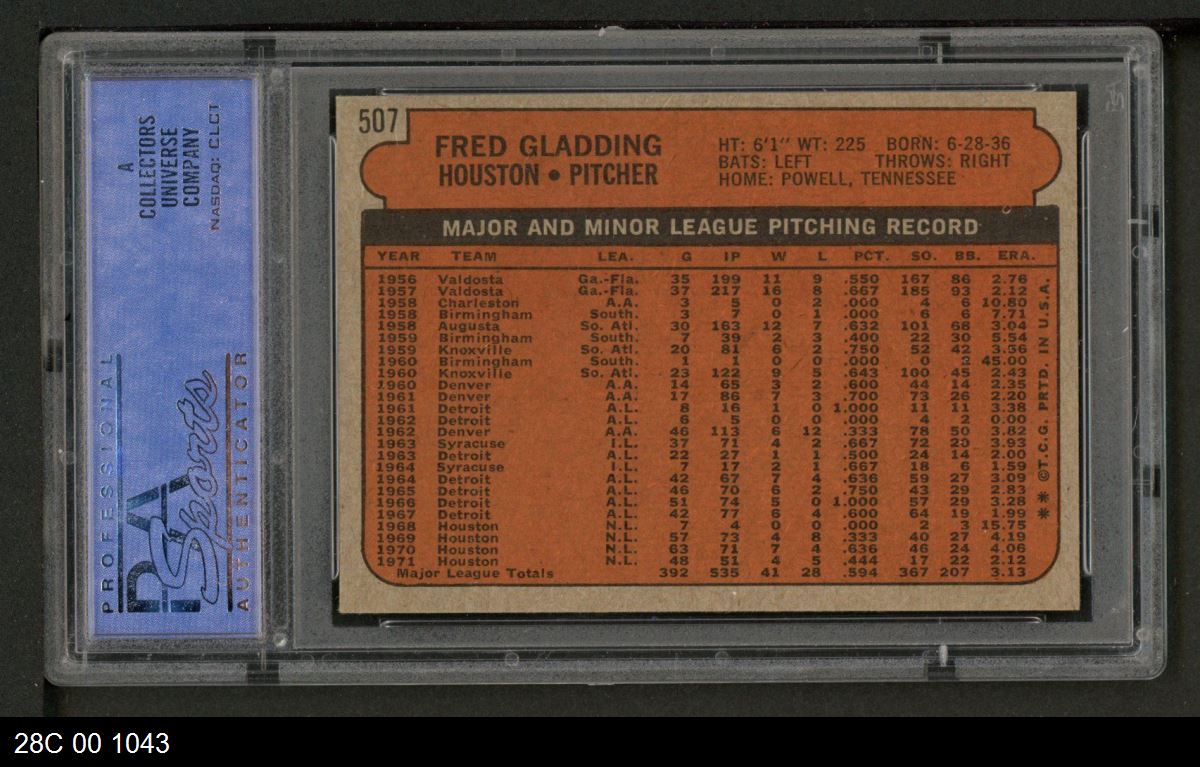 A
COLLECTORS
UNIVERSE
COMPANY
NASDAQ: CLCT
PROFESSIONAL
PSA
Sports
AUTHENTICATOR
507
FRED GLADDING
HOUSTON • PITCHER
HT: 6'1" WT: 225 BORN: 6-28-36
BATS: LEFT THROWS: RIGHT
HOME: POWELL, TENNESSEE
MAJOR AND MINOR LEAGUE PITCHING RECORD
YEAR TEAM LEA. G IP W L PCT. SO. BB. ERA.
1956 Valdosta Ga.-Fla. 35 199 11 9 .550 167 86 2.76
1957 Valdosta Ga.-Fla. 37 217 16 8 .667 185 93 2.12
1958 Charleston A.A. 3 5 0 2 .000 4 6 10.80
1958 Birmingham South. 3 7 0 1 .000 6 6 7.71
1958 Augusta So. Atl. 30 163 12 7 .632 101 68 3.04
1959 Birmingham South. 7 39 2 3 .400 22 30 5.54
1959 Knoxville So. Atl. 20 81 6 2 .750 52 42 3.56
1960 Birmingham South. 1 1 0 0 .000 0 2 45.00
1960 Knoxville So. Atl. 23 122 9 5 .643 100 45 2.43
1960 Denver A.A. 14 65 3 2 .600 44 14 2.35
1961 Denver A.A. 17 86 7 3 .700 73 26 2.20
1961 Detroit A.L. 8 16 1 0 1.000 11 11 3.38
1962 Detroit A.L. 6 5 0 0 .000 4 2 0.00
1962 Denver A.A. 46 113 6 12 .333 78 50 3.82
1963 Syracuse I.L. 37 71 4 2 .667 72 20 3.93
1963 Detroit A.L. 22 27 1 1 .500 24 14 2.00
1964 Syracuse I.L. 7 17 2 1 .667 18 6 1.59
1964 Detroit A.L. 42 67 7 4 .636 59 27 3.09
1965 Detroit A.L. 46 70 6 2 .750 43 29 2.83
1966 Detroit A.L. 51 74 5 0 1.000 57 29 3.28
1967 Detroit A.L. 42 77 6 4 .600 64 19 1.99
1968 Houston N.L. 7 4 0 0 .000 2 3 15.75
1969 Houston N.L. 57 73 4 8 .333 40 27 4.19
1970 Houston N.L. 63 71 7 4 .636 46 24 4.06
1971 Houston N.L. 48 51 4 5 .444 17 22 2.12
Major League Totals 392 535 41 28 .594 367 207 3.13
** ©T.C.G. PRTD. IN U.S.A.
28C 00 1043